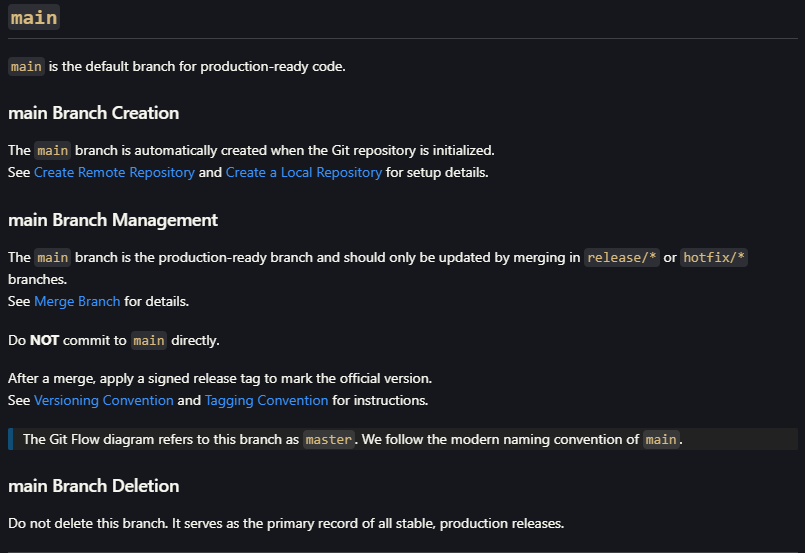 main
main is the default branch for production-ready code.
main Branch Creation
The main branch is automatically created when the Git repository is initialized.
See Create Remote Repository and Create a Local Repository for setup details.
main Branch Management
The main branch is the production-ready branch and should only be updated by merging in release/* or hotfix/*
branches.
See Merge Branch for details.
Do NOT commit to main directly.
After a merge, apply a signed release tag to mark the official version.
See Versioning Convention and Tagging Convention for instructions.
The Git Flow diagram refers to this branch as master. We follow the modern naming convention of main.
main Branch Deletion
Do not delete this branch. It serves as the primary record of all stable, production releases.